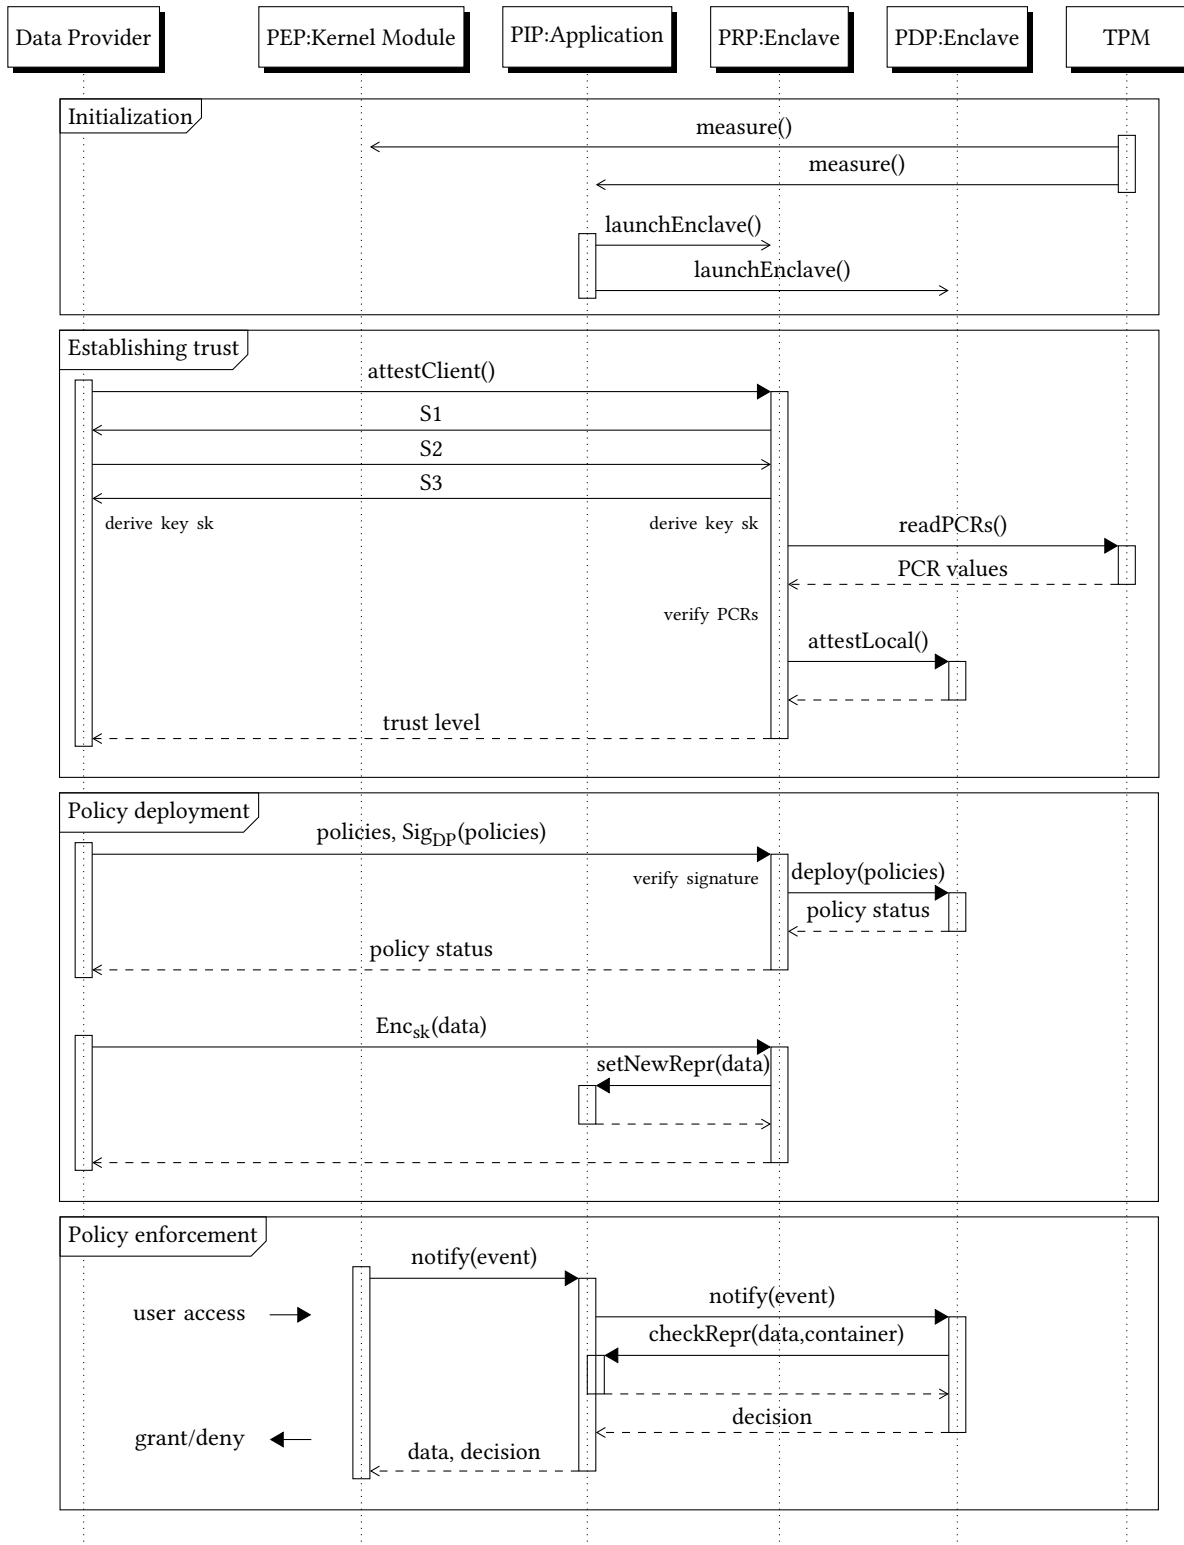 Data Provider
PEP:Kernel Module
PIP:Application
PRP:Enclave
PDP:Enclave
TPM
Initialization
measure()
measure()
launchEnclave()
launchEnclave()
Establishing trust
attestClient()
S1
S2
S3
derive key sk
derive key sk
readPCRs()
PCR values
verify PCRs
attestLocal()
trust level
Policy deployment
policies, Sig_DP(policies)
verify signature
deploy(policies)
policy status
policy status
Enc_sk(data)
setNewRepr(data)
Policy enforcement
notify(event)
user access
notify(event)
checkRepr(data,container)
decision
grant/deny
data, decision